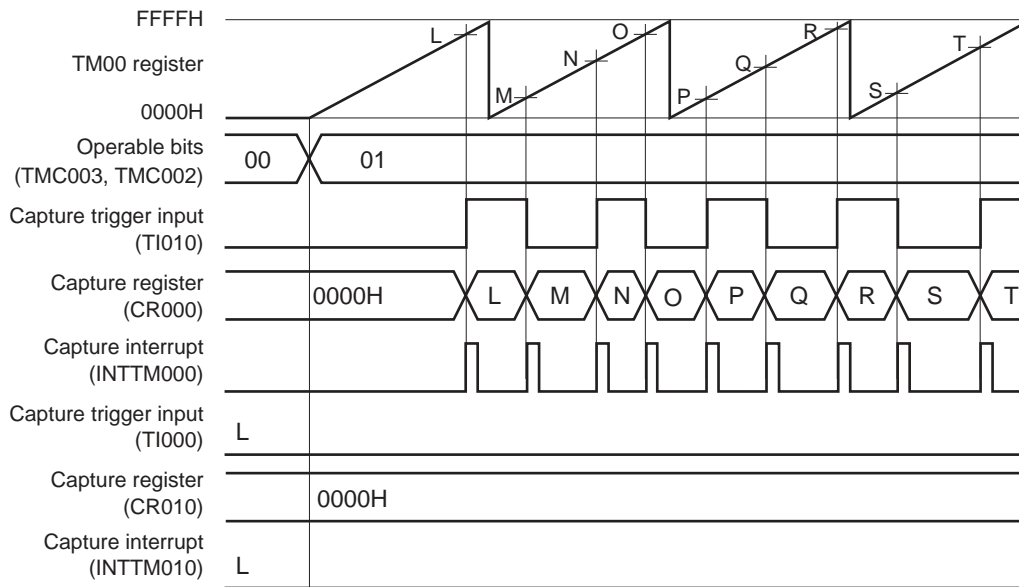 FFFFH
TM00 register
0000H
L M N O P Q R S T
Operable bits
(TMC003, TMC002)
00 01
Capture trigger input
(TI010)
Capture register
(CR000)
0000H L M N O P Q R S T
Capture interrupt
(INTTM000)
Capture trigger input
(TI000)
L
Capture register
(CR010)
0000H
Capture interrupt
(INTTM010)
L